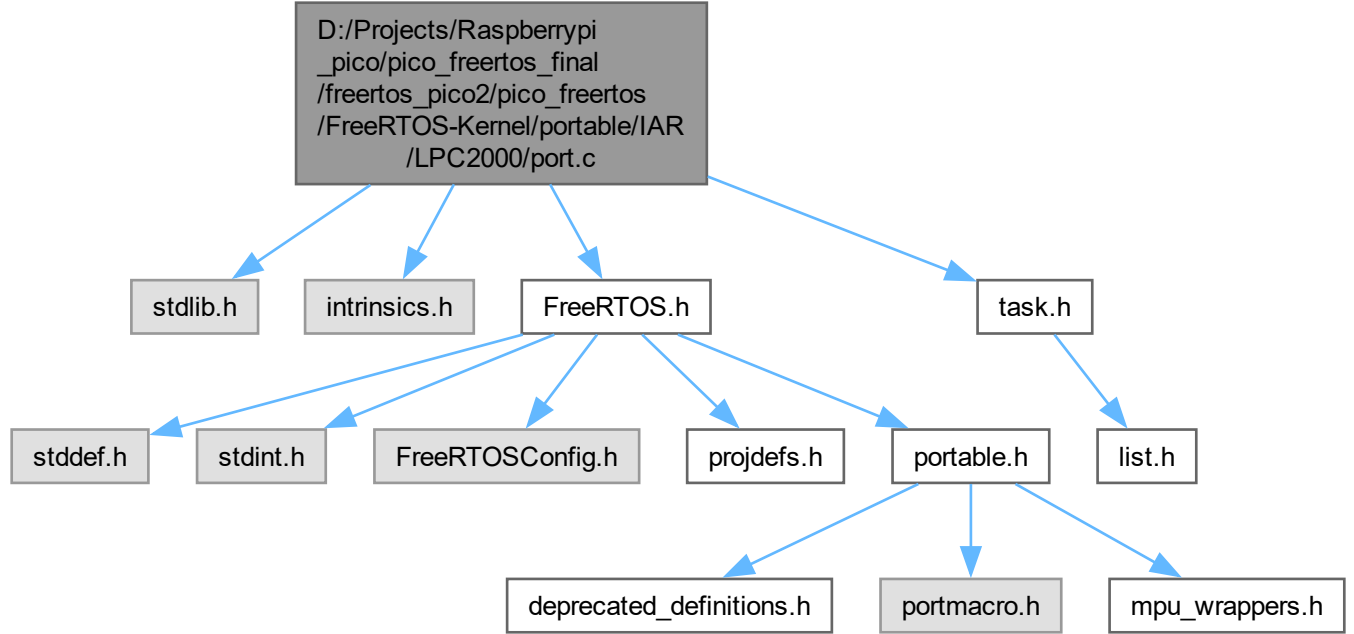 D:/Projects/Raspberrypi
_pico/pico_freertos_final
/freertos_pico2/pico_freertos
/FreeRTOS-Kernel/portable/IAR
/LPC2000/port.c
stdlib.h
intrinsics.h
FreeRTOS.h
task.h
stddef.h
stdint.h
FreeRTOSConfig.h
projdefs.h
portable.h
list.h
deprecated_definitions.h
portmacro.h
mpu_wrappers.h